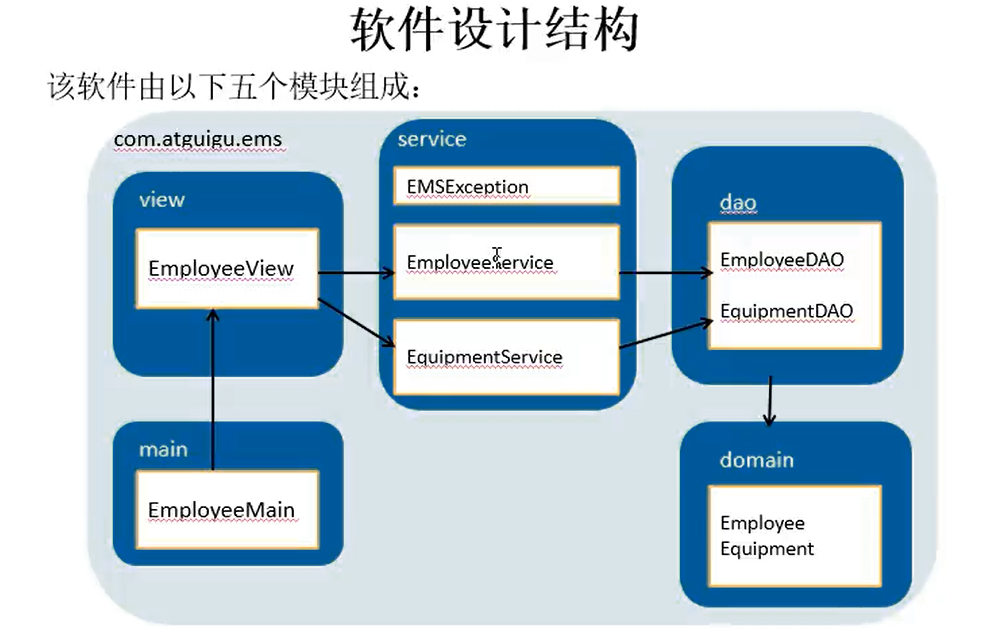 软件设计结构
该软件由以下五个模块组成：
com.atguigu.ems
view
EmployeeView
main
EmployeeMain
service
EMSException
EmployeeService
EquipmentService
dao
EmployeeDAO
EquipmentDAO
domain
Employee
Equipment